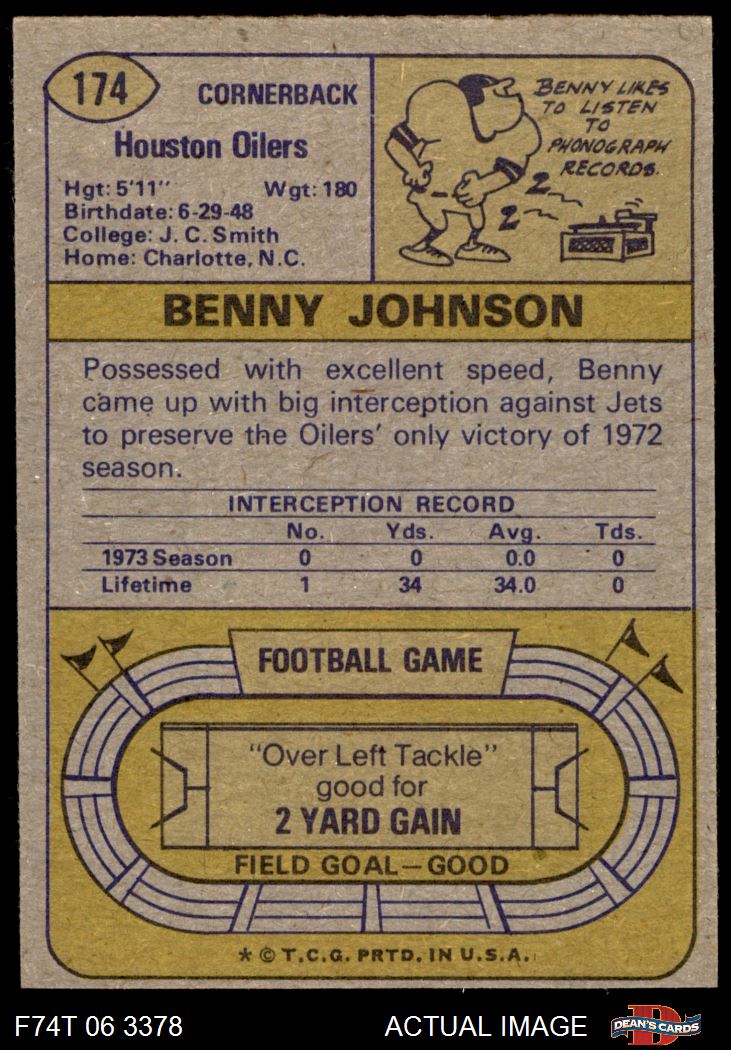 174
CORNERBACK
Houston Oilers
Hgt: 5'11" Wgt: 180
Birthdate: 6-29-48
College: J. C. Smith
Home: Charlotte, N.C.
BENNY LIKES
TO LISTEN
TO
PHONOGRAPH
RECORDS.
2
2
BENNY JOHNSON
Possessed with excellent speed, Benny
came up with big interception against Jets
to preserve the Oilers' only victory of 1972
season.
INTERCEPTION RECORD
No. Yds. Avg. Tds.
1973 Season 0 0 0.0 0
Lifetime 1 34 34.0 0
FOOTBALL GAME
"Over Left Tackle"
good for
2 YARD GAIN
FIELD GOAL—GOOD
* © T.C.G. PRTD. IN U.S.A.
F74T 06 3378 ACTUAL IMAGE
D
DEAN'S CARDS